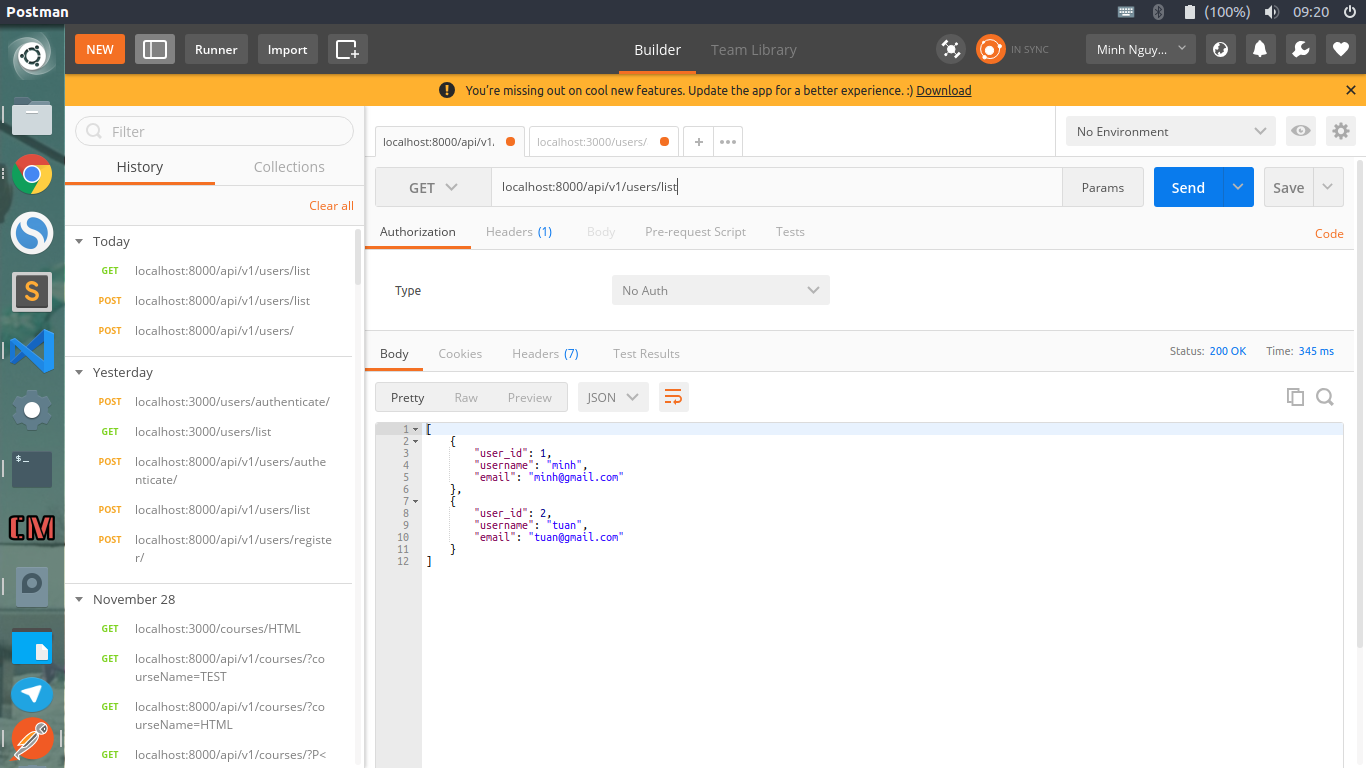 Postman
(100%)
09:20
NEW
Runner
Import
Builder
Team Library
IN SYNC
Minh Nguy...
You're missing out on cool new features. Update the app for a better experience. :) Download
Filter
History
Collections
Clear all
Today
GET localhost:8000/api/v1/users/list
POST localhost:8000/api/v1/users/list
POST localhost:8000/api/v1/users/
Yesterday
POST localhost:3000/users/authenticate/
GET localhost:3000/users/list
POST localhost:8000/api/v1/users/authe
nticate/
POST localhost:8000/api/v1/users/list
POST localhost:8000/api/v1/users/registe
r/
November 28
GET localhost:3000/courses/HTML
GET localhost:8000/api/v1/courses/?co
urseName=TEST
GET localhost:8000/api/v1/courses/?co
urseName=HTML
GET localhost:8000/api/v1/courses/?P<
localhost:8000/api/v1.
localhost:3000/users/
No Environment
GET
localhost:8000/api/v1/users/list
Params
Send
Save
Authorization
Headers (1)
Body
Pre-request Script
Tests
Code
Type
No Auth
Body
Cookies
Headers (7)
Test Results
Status: 200 OK
Time: 345 ms
Pretty
Raw
Preview
JSON
1 [
2 {
3 "user_id": 1,
4 "username": "minh",
5 "email": "minh@gmail.com"
6 },
7 {
8 "user_id": 2,
9 "username": "tuan",
10 "email": "tuan@gmail.com"
11 }
12 ]
S
$_
CM